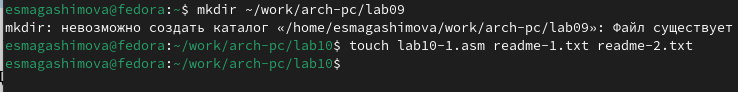 esmagashimova@fedora:~$ mkdir ~/work/arch-pc/lab09
mkdir: невозможно создать каталог «/home/esmagashimova/work/arch-pc/lab09»: Файл существует
esmagashimova@fedora:~/work/arch-pc/lab10$ touch lab10-1.asm readme-1.txt readme-2.txt
esmagashimova@fedora:~/work/arch-pc/lab10$